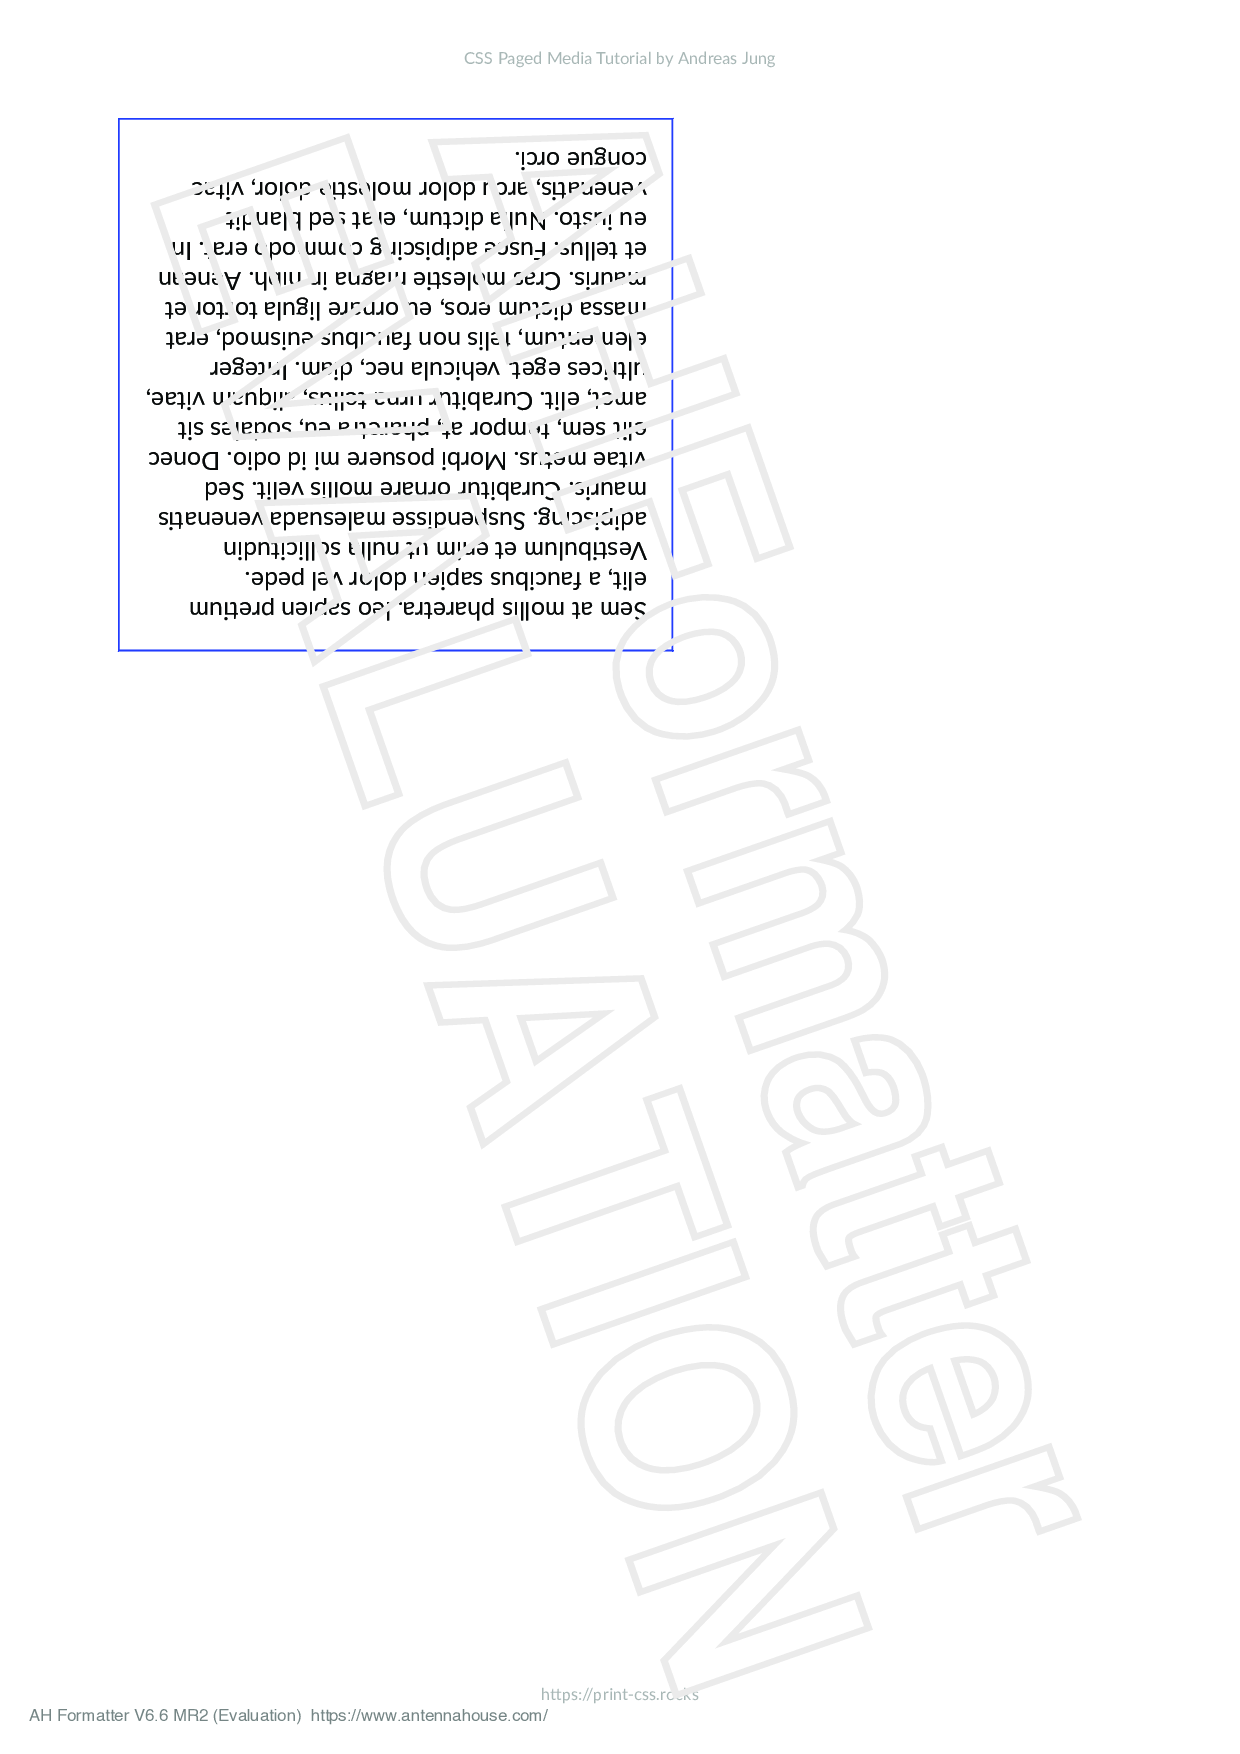 CSS Paged Media Tutorial by Andreas Jung
Sem at mollis pharetra, leo sapien pretium
elit, a faucibus sapien dolor vel pede.
Vestibulum et enim ut nulla sollicitudin
adipiscing. Suspendisse malesuada venenatis
mauris. Curabitur ornare mollis velit. Sed
vitae metus. Morbi posuere mi id odio. Donec
elit sem, tempor at, pharetra eu, sodales sit
amet, elit. Curabitur urna tellus, aliquam vitae,
ultrices eget, vehicula nec, diam. Integer
elementum, felis non faucibus euismod, erat
massa dictum eros, eu ornare ligula tortor et
mauris. Cras molestie magna in nibh. Aenean
et tellus. Fusce adipiscing commodo erat. In
eu justo. Nulla dictum, erat sed blandit
venenatis, arcu dolor molestie dolor, vitae
congue orci.
AHFormatter
EVALUATION
https://print-css.rocks
AH Formatter V6.6 MR2 (Evaluation) https://www.antennahouse.com/